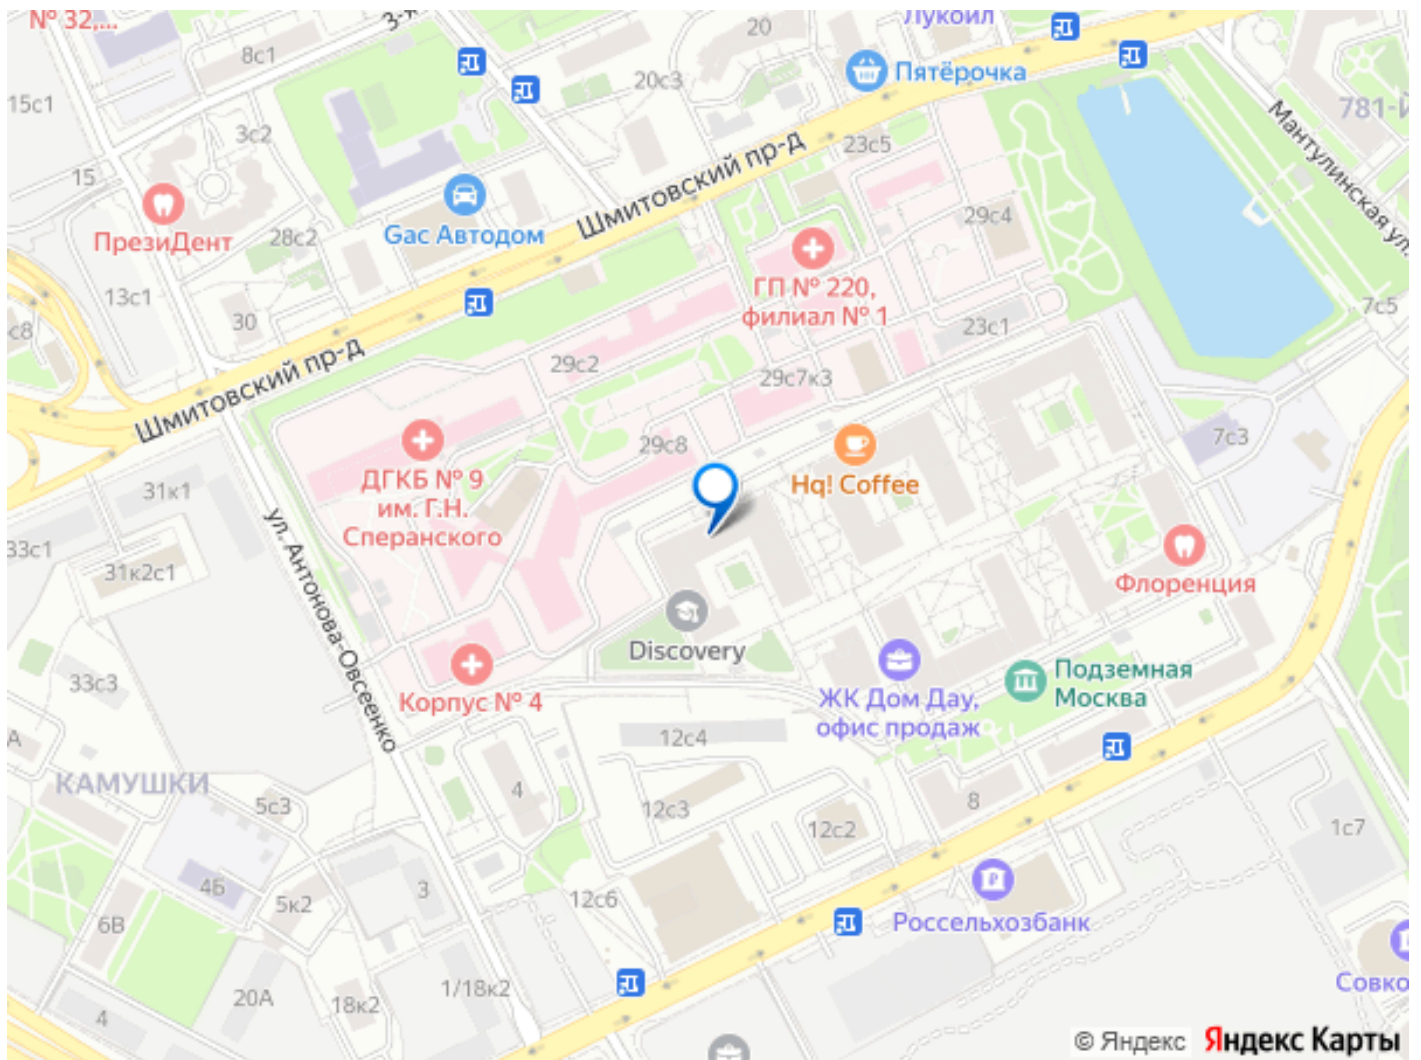 № 32,...
8с1
20
Лукойл
Пятёрочка
20с3
15с1
3с2
781-Й
Мантулинская ул.
23с5
Шмитовский пр-д
15
ПрезиДент
28с2
Gac Автодом
29с4
ГП № 220,
филиал № 1
13с1
30
23с1
7с5
Шмитовский пр-д
29с2
29с7к3
ДГКБ № 9
им. Г.Н.
Сперанского
29с8
Hq! Coffee
7с3
31к1
33с1
31к2с1
ул. Антонова-Овсеенко
Флоренция
Discovery
33с3
Корпус № 4
ЖК Дом Дау,
офис продаж
Подземная
Москва
12с4
КАМУШКИ
5с3
4
12с3
12с2
8
1с7
4Б
5к2
3
12с6
6В
Россельхозбанк
20А
18к2
1/18к2
4
Совко
© Яндекс
Яндекс Карты